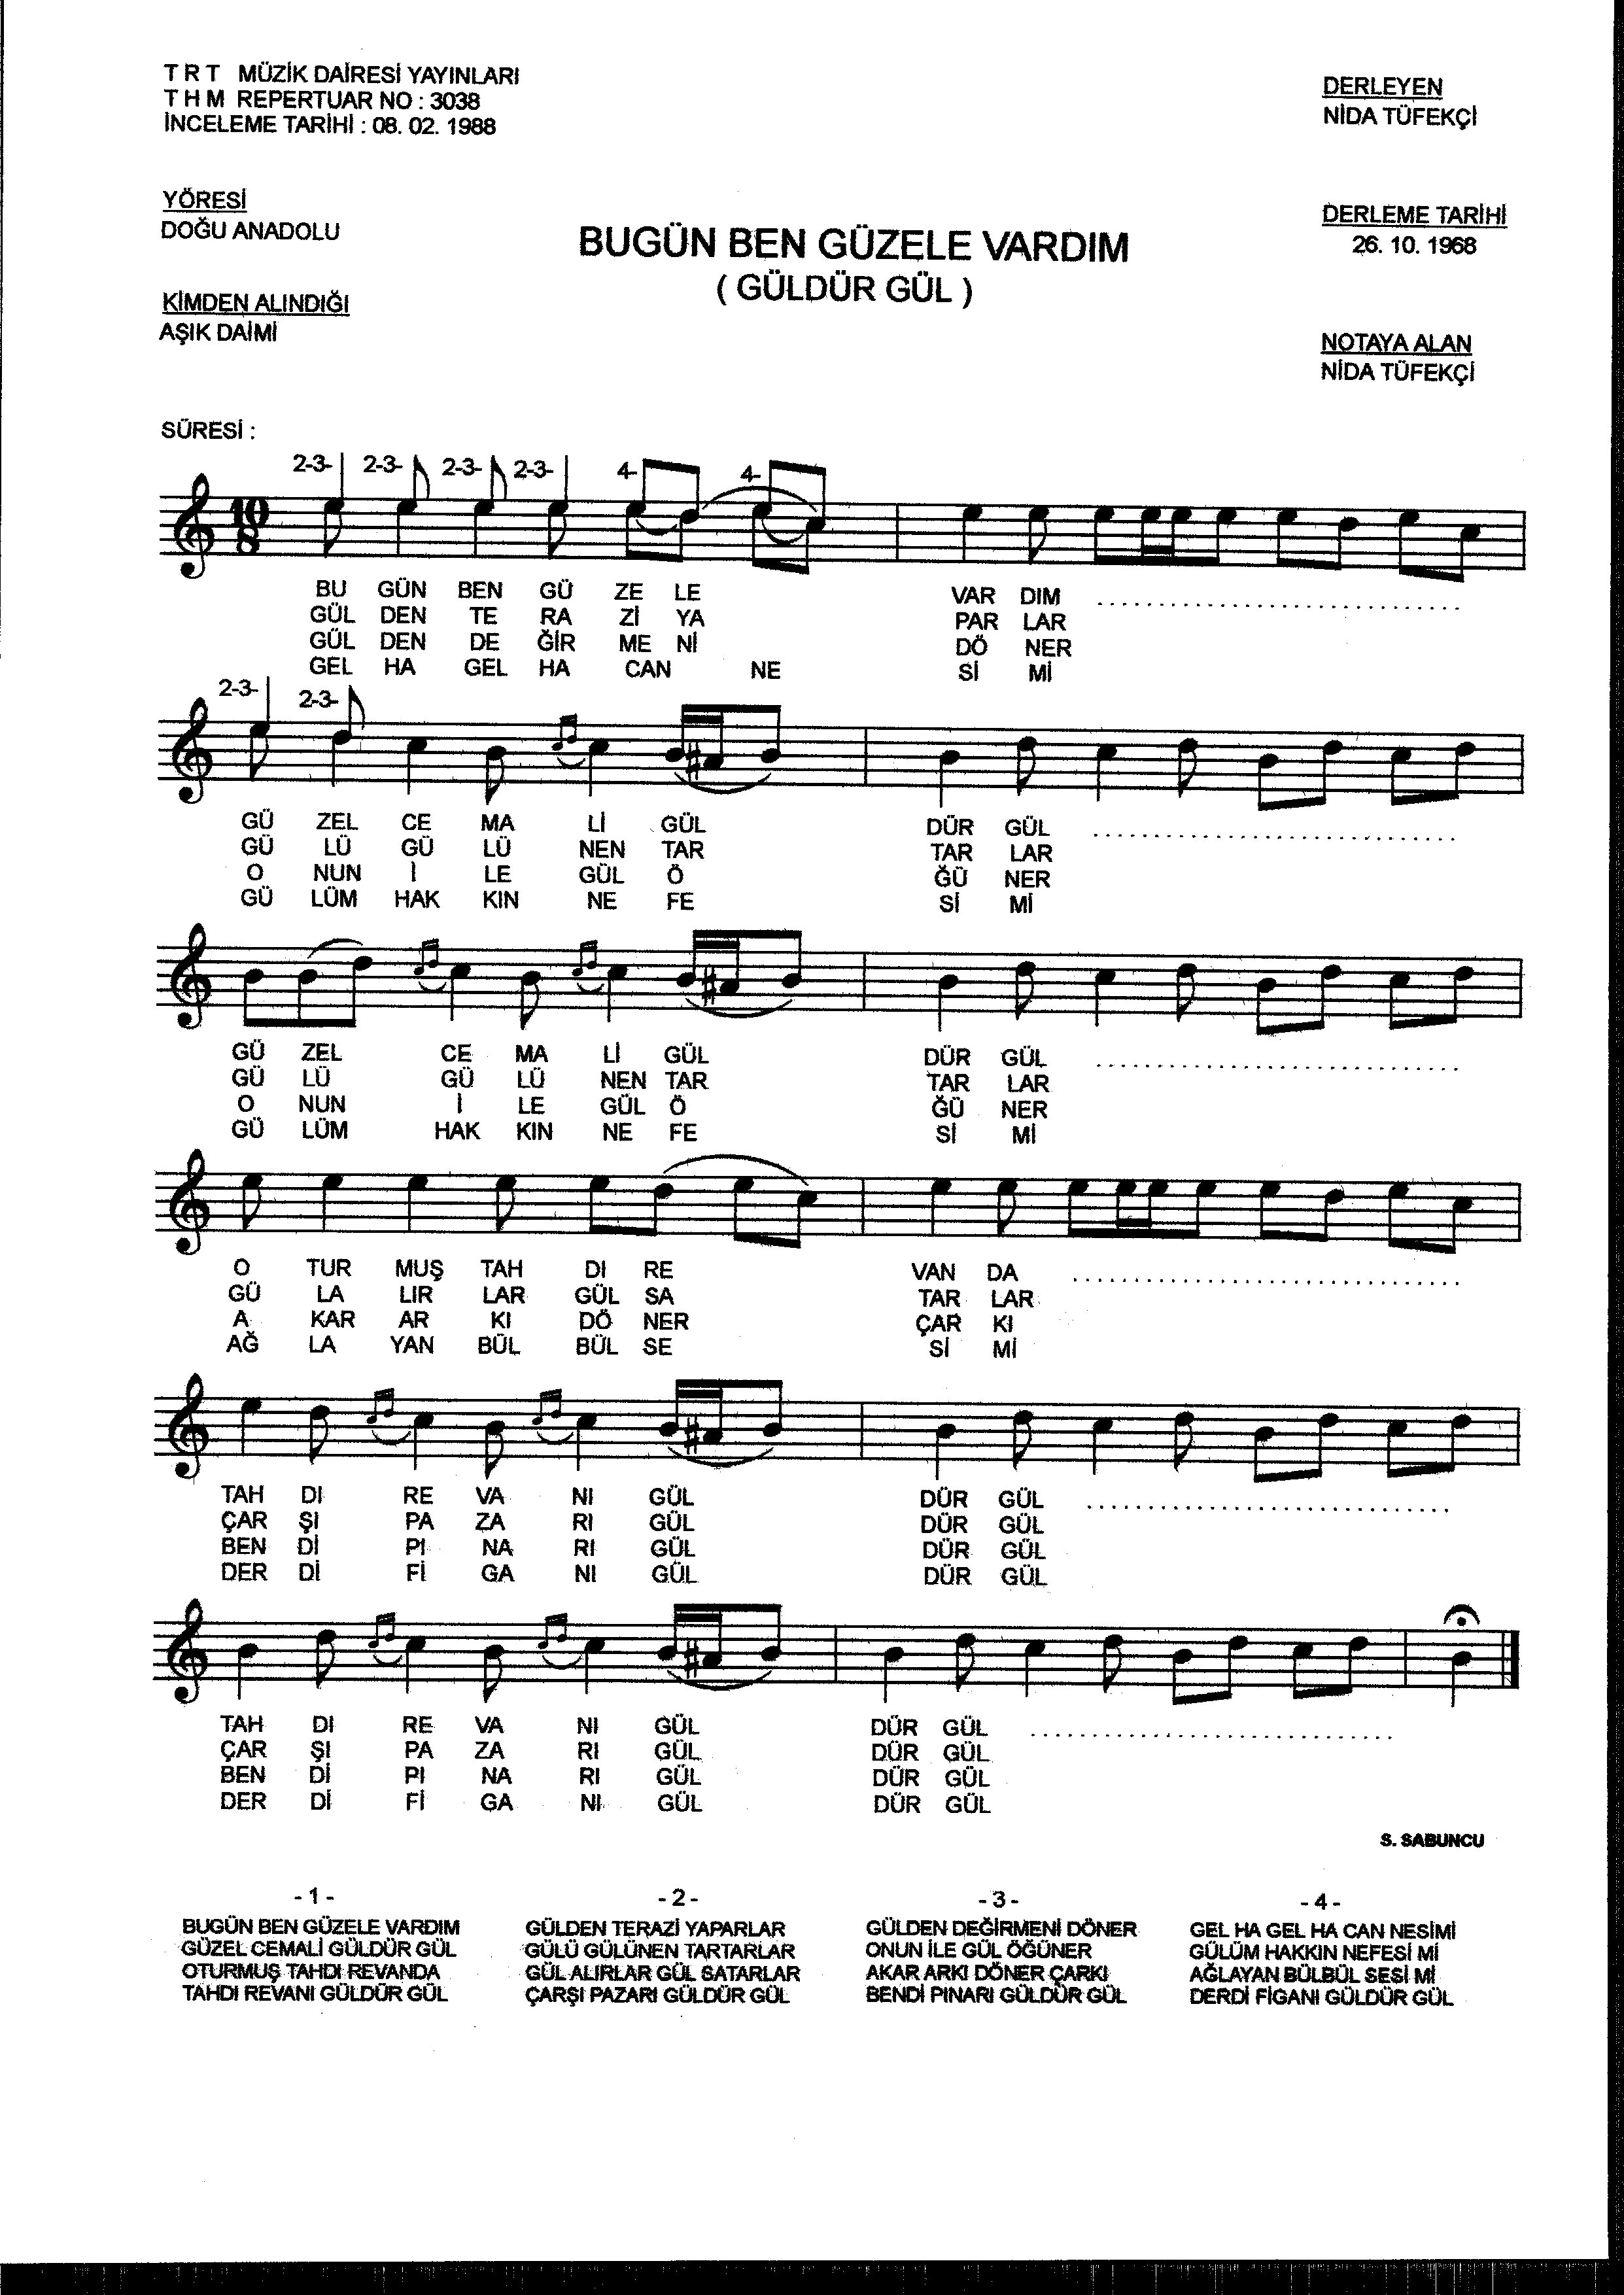 T R T MÜZİK DAİRESİ YAYINLARI
T H M REPERTUAR NO : 3038
İNCELEME TARİHİ : 08. 02. 1988
DERLEYEN
NİDA TÜFEKÇİ
YÖRESİ
DOĞU ANADOLU
DERLEME TARİHİ
26. 10. 1968
BUGÜN BEN GÜZELE VARDIM
( GÜLDÜR GÜL )
KİMDEN ALINDIĞI
AŞIK DAİMİ
NOTAYA ALAN
NİDA TÜFEKÇİ
SÜRESİ :
2-3- 2-3- 2-3- 2-3- 4- 4-
10
8
BU GÜN BEN GÜ ZE LE VAR DIM ..............................
GÜL DEN TE RA Zİ YA PAR LAR
GÜL DEN DE ĞİR ME Nİ DÖ NER
GEL HA GEL HA CAN NE Sİ Mİ
2-3- 2-3-
GÜ ZEL CE MA Lİ GÜL DÜR GÜL ..............................
GÜ LÜ GÜ LÜ NEN TAR TAR LAR
O NUN İ LE GÜL Ö ĞÜ NER
GÜ LÜM HAK KIN NE FE Sİ Mİ
GÜ ZEL CE MA Lİ GÜL DÜR GÜL ..............................
GÜ LÜ GÜ LÜ NEN TAR TAR LAR
O NUN İ LE GÜL Ö ĞÜ NER
GÜ LÜM HAK KIN NE FE Sİ Mİ
O TUR MUŞ TAH DI RE VAN DA ..............................
GÜ LA LIR LAR GÜL SA TAR LAR
A KAR AR KI DÖ NER ÇAR KI
AĞ LA YAN BÜL BÜL SE Sİ Mİ
TAH DI RE VA NI GÜL DÜR GÜL ..............................
ÇAR ŞI PA ZA RI GÜL DÜR GÜL
BEN Dİ PI NA RI GÜL DÜR GÜL
DER Dİ Fİ GA NI GÜL DÜR GÜL
TAH DI RE VA NI GÜL DÜR GÜL ..............................
ÇAR ŞI PA ZA RI GÜL DÜR GÜL
BEN Dİ PI NA RI GÜL DÜR GÜL
DER Dİ Fİ GA NI GÜL DÜR GÜL
S. SABUNCU
- 1 -
BUGÜN BEN GÜZELE VARDIM
GÜZEL CEMALİ GÜLDÜR GÜL
OTURMUŞ TAHDI REVANDA
TAHDI REVANI GÜLDÜR GÜL
- 2 -
GÜLDEN TERAZİ YAPARLAR
GÜLÜ GÜLÜNEN TARTARLAR
GÜL ALIRLAR GÜL SATARLAR
ÇARŞI PAZARI GÜLDÜR GÜL
- 3 -
GÜLDEN DEĞİRMENİ DÖNER
ONUN İLE GÜL ÖĞÜNER
AKAR ARKI DÖNER ÇARKI
BENDİ PINARI GÜLDÜR GÜL
- 4 -
GEL HA GEL HA CAN NESİMİ
GÜLÜM HAKKIN NEFESİ Mİ
AĞLAYAN BÜLBÜL SESİ Mİ
DERDİ FİGANI GÜLDÜR GÜL